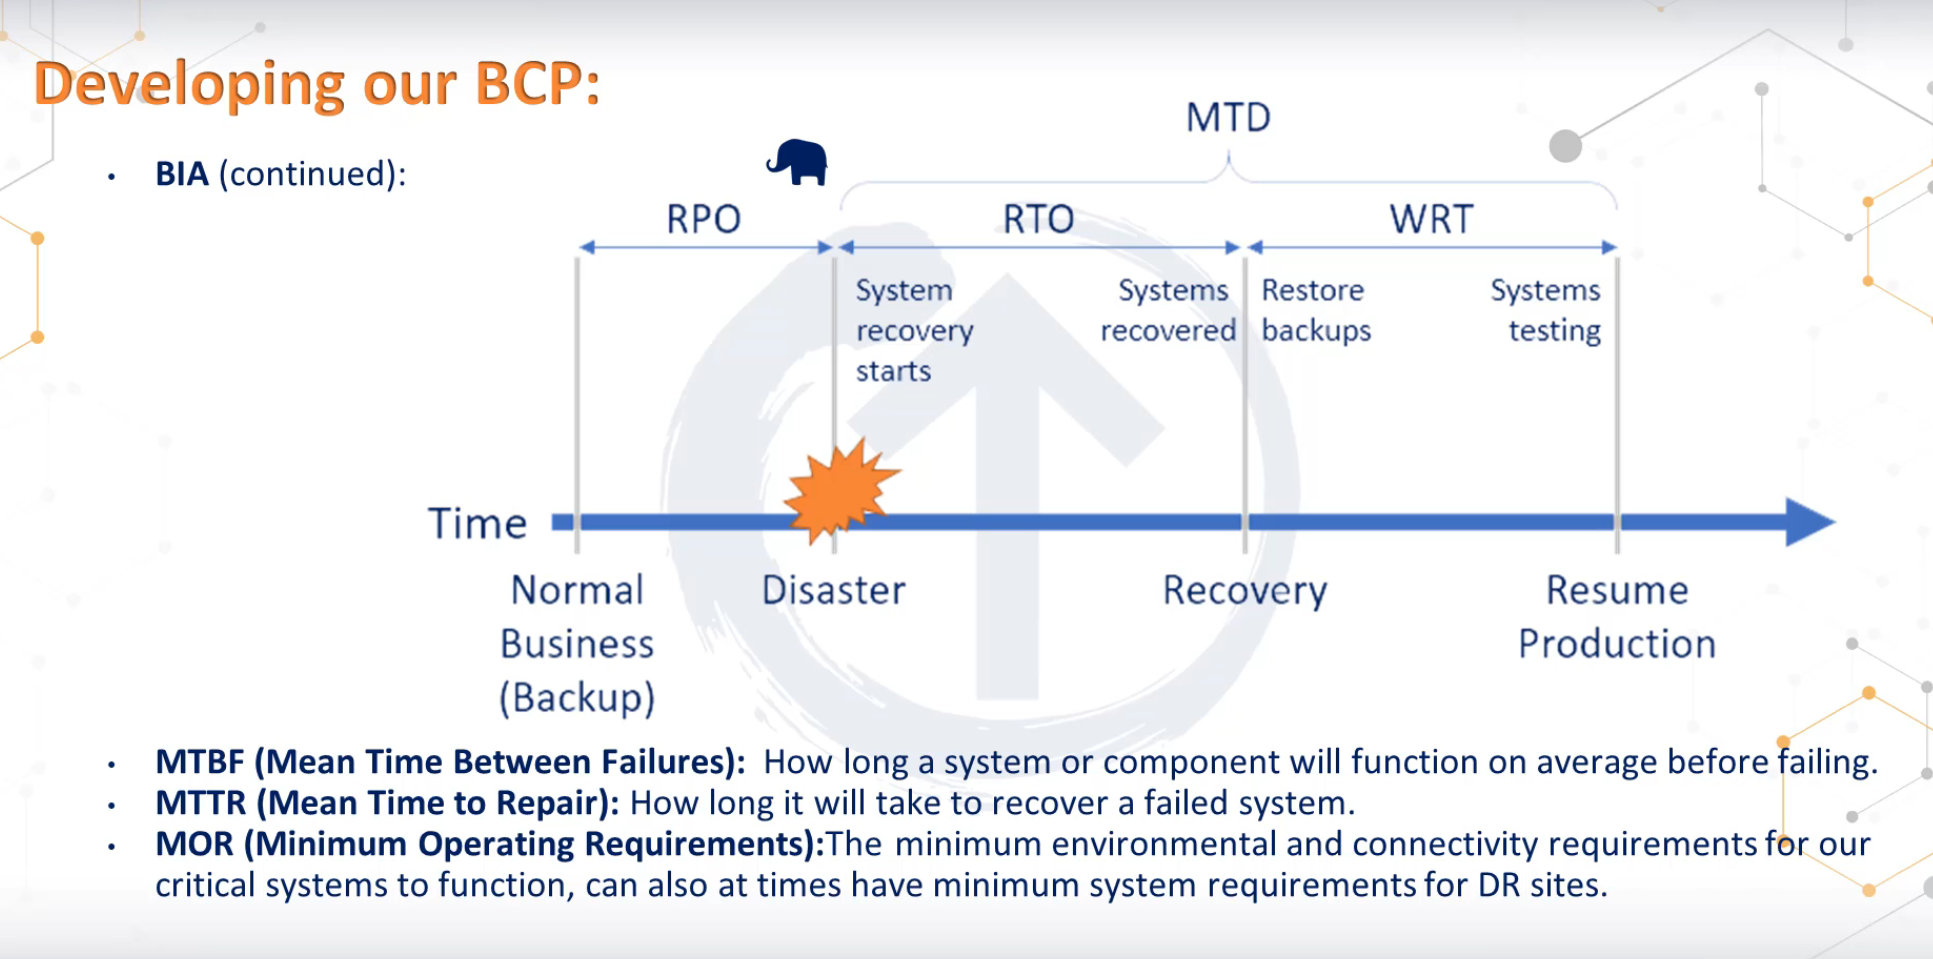 Developing our BCP:
• BIA (continued):
MTD
RPO
RTO
WRT
System
recovery
starts
Systems
recovered
Restore
backups
Systems
testing
Time
Normal
Business
(Backup)
Disaster
Recovery
Resume
Production
• MTBF (Mean Time Between Failures): How long a system or component will function on average before failing.
• MTTR (Mean Time to Repair): How long it will take to recover a failed system.
• MOR (Minimum Operating Requirements):The minimum environmental and connectivity requirements for our
critical systems to function, can also at times have minimum system requirements for DR sites.